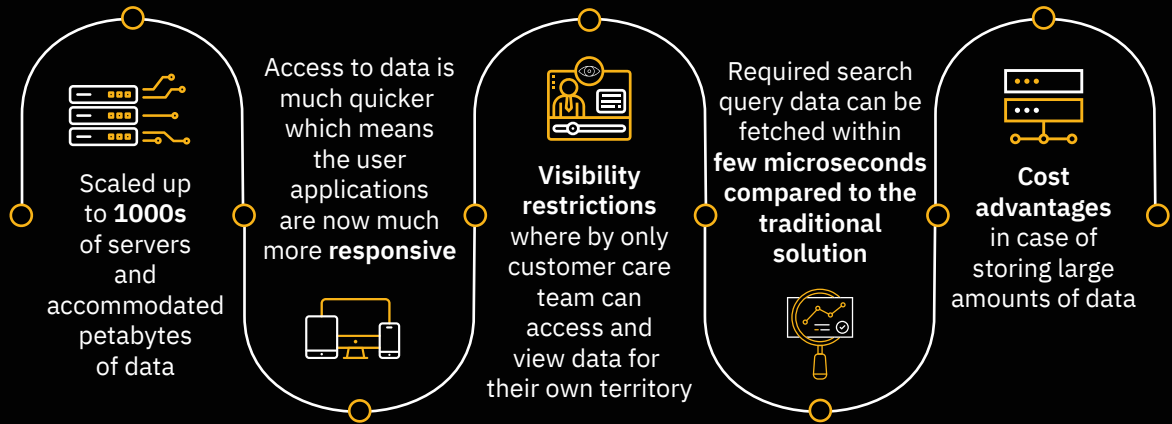 Scaled up
to 1000s
of servers
and
accommodated
petabytes
of data
Access to data is
much quicker
which means
the user
applications
are now much
more responsive
Visibility
restrictions
where by only
customer care
team can
access and
view data for
their own territory
Required search
query data can be
fetched within
few microseconds
compared to the
traditional
solution
Cost
advantages
in case of
storing large
amounts of data